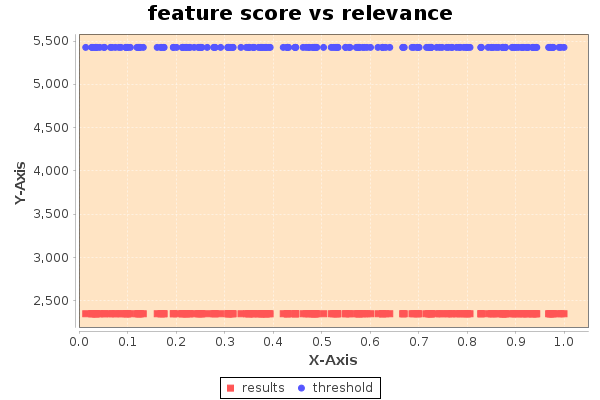 feature score vs relevance
5,500
5,000
4,500
4,000
3,500
3,000
2,500
Y-Axis
0.0 0.1 0.2 0.3 0.4 0.5 0.6 0.7 0.8 0.9 1.0
X-Axis
results threshold